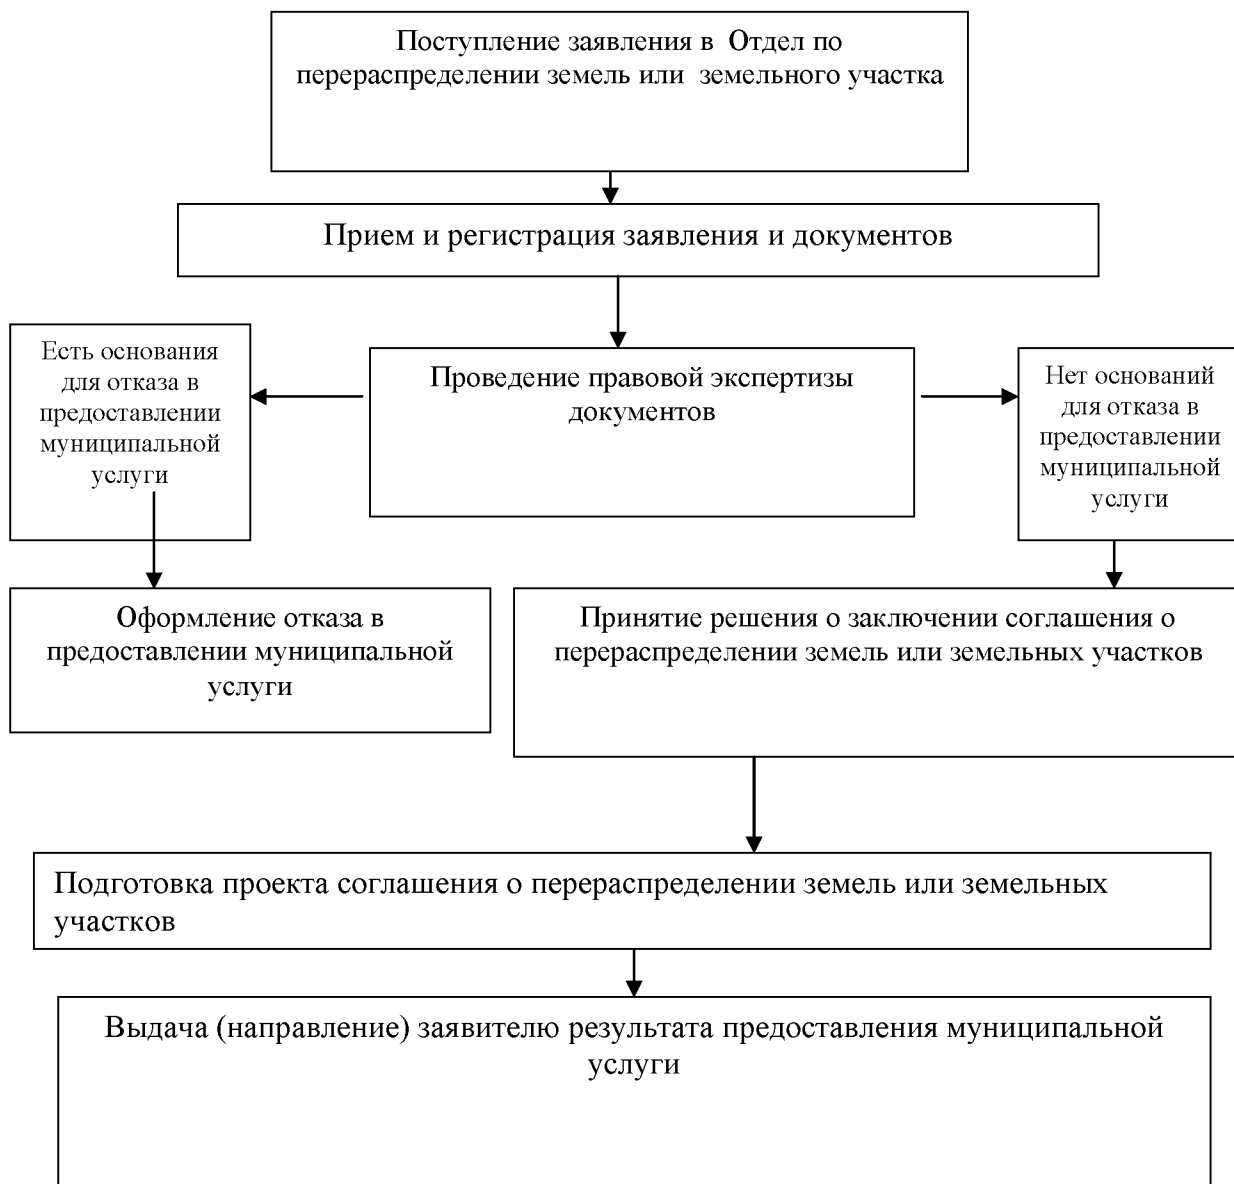 Поступление заявления в Отдел по
перераспределении земель или земельного участка
Прием и регистрация заявления и документов
Есть основания
для отказа в
предоставлении
муниципальной
услуги
Проведение правовой экспертизы
документов
Нет оснований
для отказа в
предоставлении
муниципальной
услуги
Оформление отказа в
предоставлении муниципальной
услуги
Принятие решения о заключении соглашения о
перераспределении земель или земельных участков
Подготовка проекта соглашения о перераспределении земель или земельных
участков
Выдача (направление) заявителю результата предоставления муниципальной
услуги